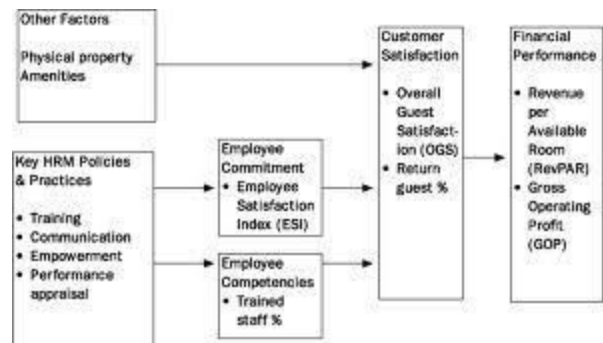 Other Factors
Physical property
Amenities
Key HRM Policies
& Practices
• Training
• Communication
• Empowerment
• Performance
appraisal
Employee
Commitment
• Employee
Satisfaction
Index (ESI)
Employee
Competencies
• Trained
staff %
Customer
Satisfaction
• Overall
Guest
Satisfact-
ion (OGS)
• Return
guest %
Financial
Performance
• Revenue
per
Available
Room
(RevPAR)
• Gross
Operating
Profit
(GOP)